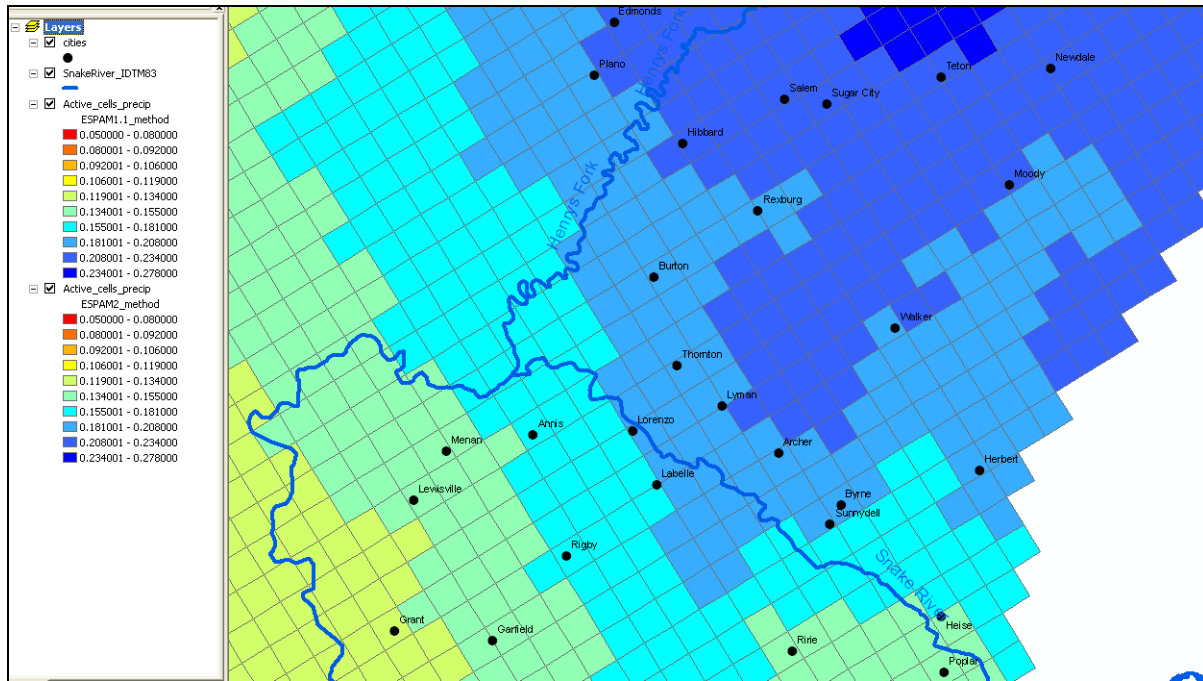 Layers
cities
SnakeRiver_IDTM83
Active_cells_precip
ESPAM1.1_method
0.050000 - 0.080000
0.080001 - 0.092000
0.092001 - 0.106000
0.106001 - 0.119000
0.119001 - 0.134000
0.134001 - 0.155000
0.155001 - 0.181000
0.181001 - 0.208000
0.208001 - 0.234000
0.234001 - 0.278000
Active_cells_precip
ESPAM2_method
0.050000 - 0.080000
0.080001 - 0.092000
0.092001 - 0.106000
0.106001 - 0.119000
0.119001 - 0.134000
0.134001 - 0.155000
0.155001 - 0.181000
0.181001 - 0.208000
0.208001 - 0.234000
0.234001 - 0.278000
Edmonds
Plano
Henrys Fork
Newdale
Teton
Salem
Sugar City
Hibbard
Moody
Henrys Fork
Rexburg
Burton
Walker
Thornton
Lyman
Annis
Lorenzo
Menan
Archer
Labelle
Herbert
Lewisville
Byrne
Sunnydell
Rigby
Snake River
Grant
Garfield
Heise
Ririe
Poplar